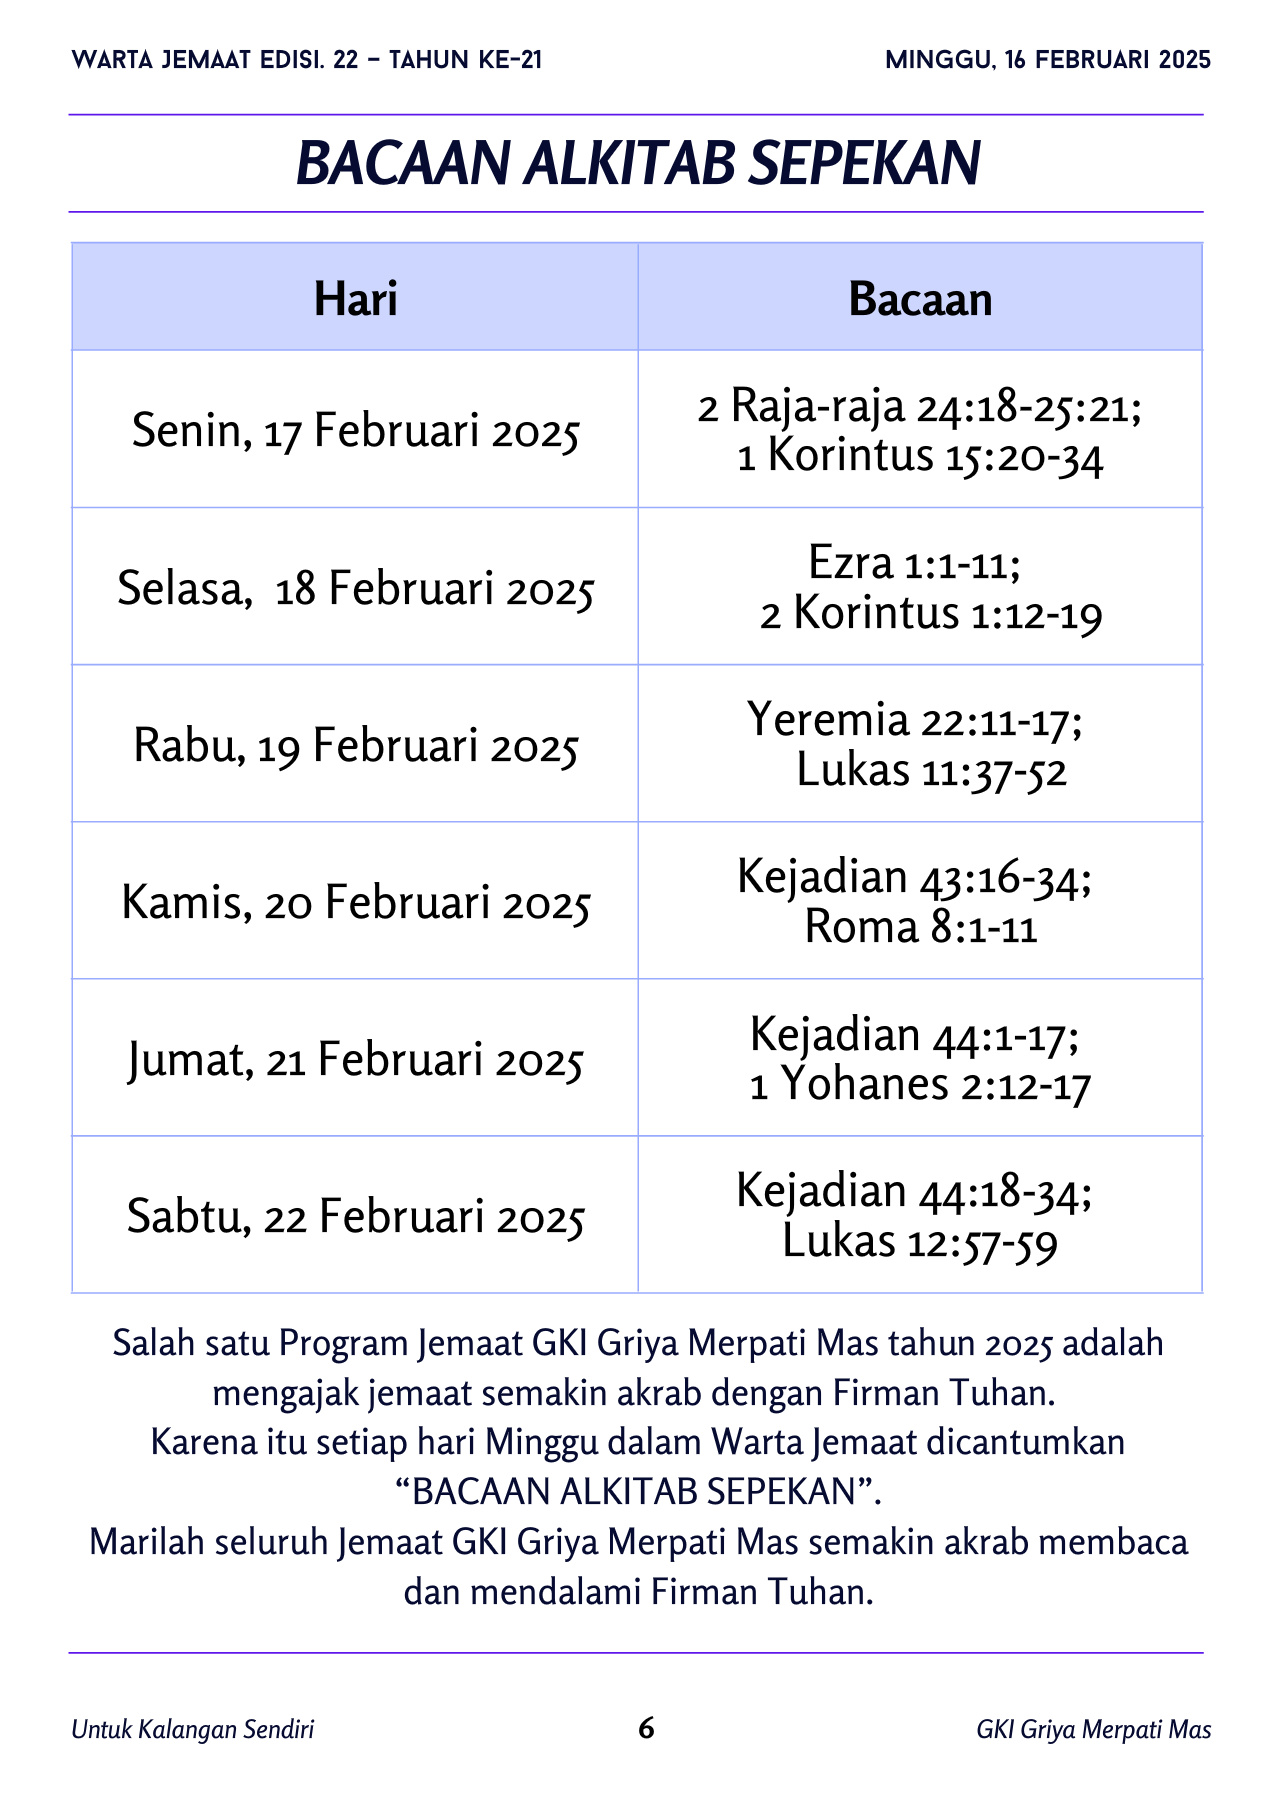 WARTA JEMAAT EDISI. 22 – TAHUN KE-21
MINGGU, 16 FEBRUARI 2025
BACAAN ALKITAB SEPEKAN
Hari
Bacaan
Senin, 17 Februari 2025
2 Raja-raja 24:18-25:21;
1 Korintus 15:20-34
Selasa,  18 Februari 2025
Ezra 1:1-11;
2 Korintus 1:12-19
Rabu, 19 Februari 2025
Yeremia 22:11-17;
Lukas 11:37-52
Kamis, 20 Februari 2025
Kejadian 43:16-34;
Roma 8:1-11
Jumat, 21 Februari 2025
Kejadian 44:1-17;
1 Yohanes 2:12-17
Sabtu, 22 Februari 2025
Kejadian 44:18-34;
Lukas 12:57-59
Salah satu Program Jemaat GKI Griya Merpati Mas tahun 2025 adalah
mengajak jemaat semakin akrab dengan Firman Tuhan.
Karena itu setiap hari Minggu dalam Warta Jemaat dicantumkan
“BACAAN ALKITAB SEPEKAN”.
Marilah seluruh Jemaat GKI Griya Merpati Mas semakin akrab membaca
dan mendalami Firman Tuhan.
Untuk Kalangan Sendiri
6
GKI Griya Merpati Mas